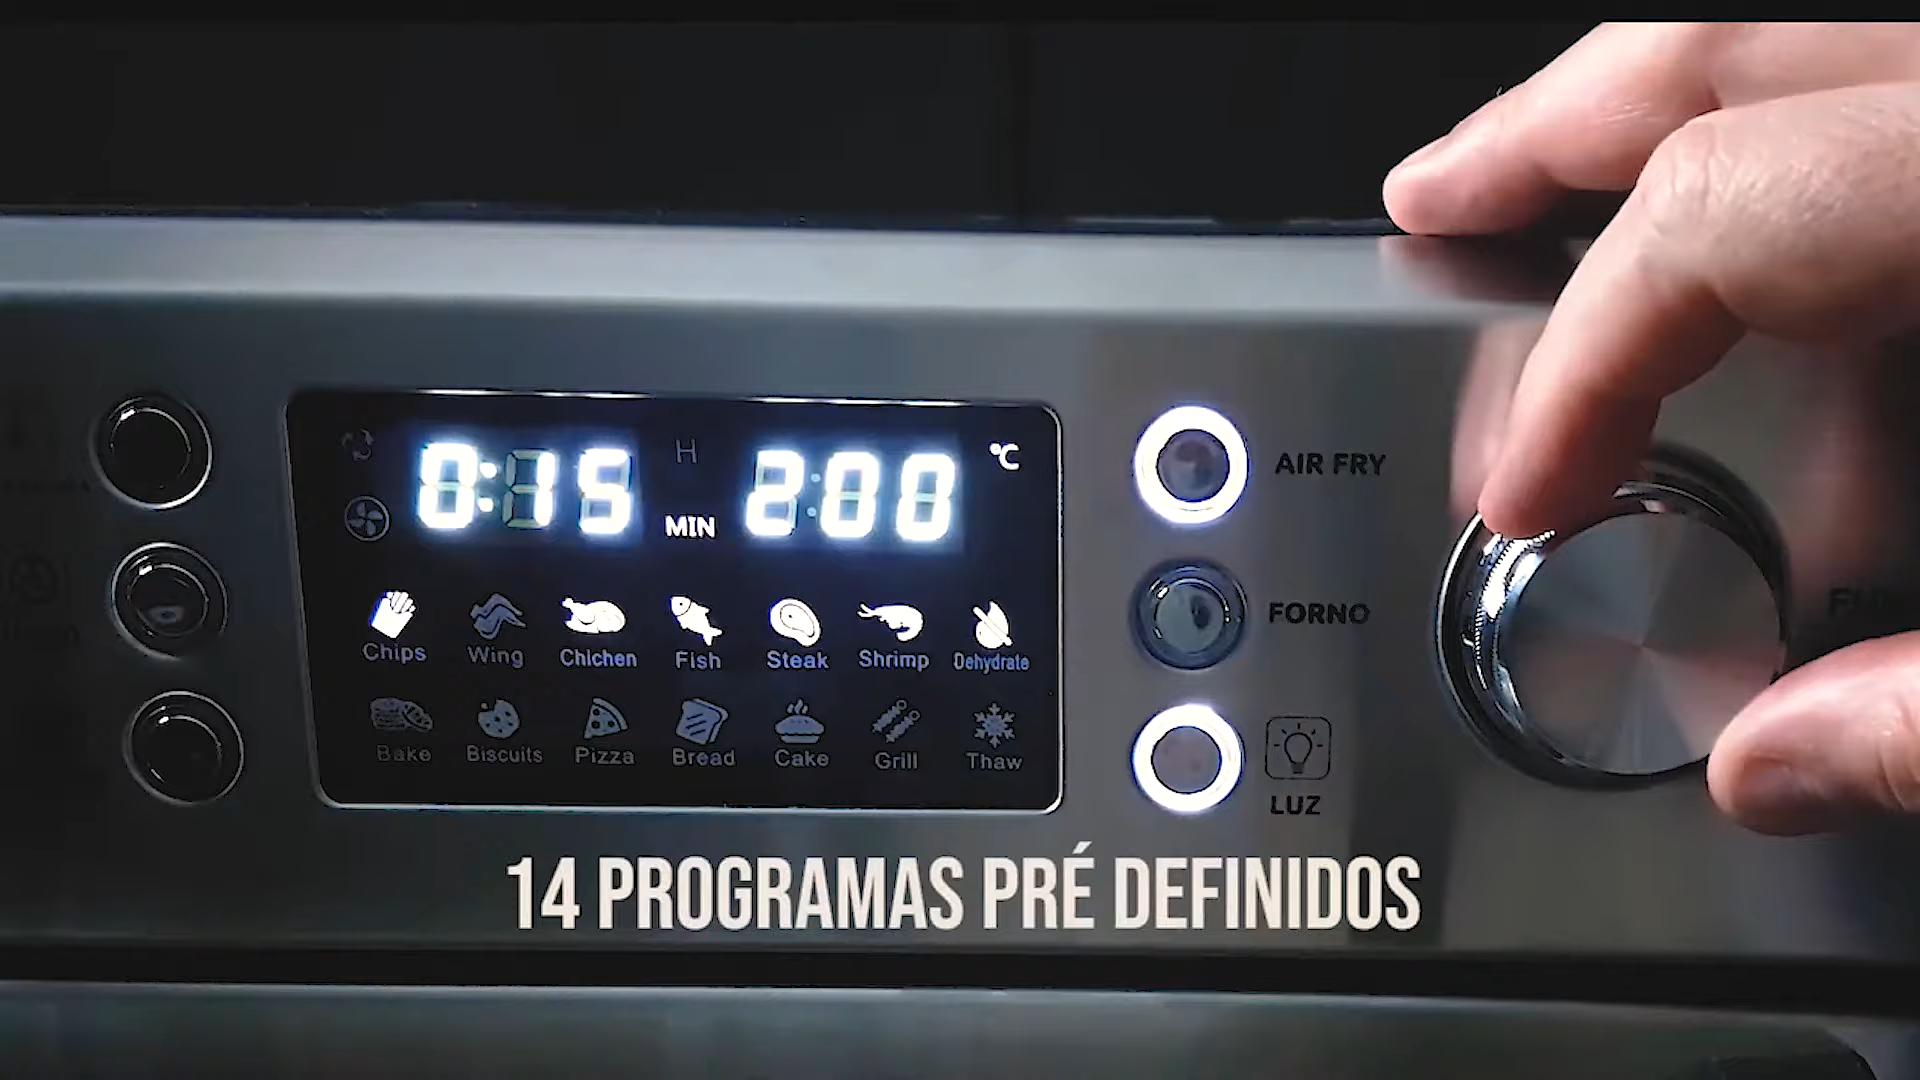 0:15 H 200 °C
MIN
AIR FRY
FORNO
Chips Wing Chichen Fish Steak Shrimp Dehydrate
Bake Biscuits Pizza Bread Cake Grill Thaw
LUZ
14 PROGRAMAS PRÉ DEFINIDOS